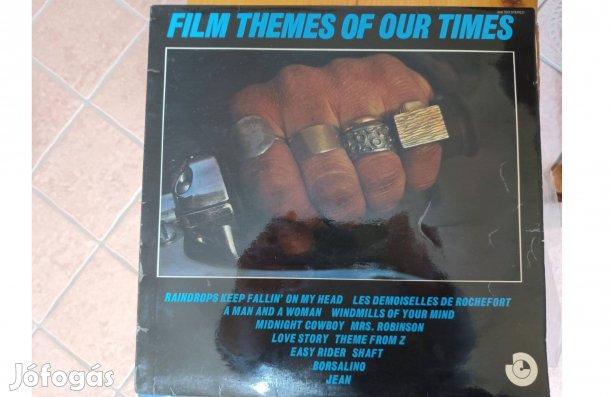 FILM THEMES OF OUR TIMES
RAINDROPS KEEP FALLIN' ON MY HEAD LES DEMOISELLES DE ROCHEFORT
A MAN AND A WOMAN WINDMILLS OF YOUR MIND
MIDNIGHT COWBOY MRS. ROBINSON
LOVE STORY THEME FROM Z
EASY RIDER SHAFT
BORSALINO
JEAN
Jófogás